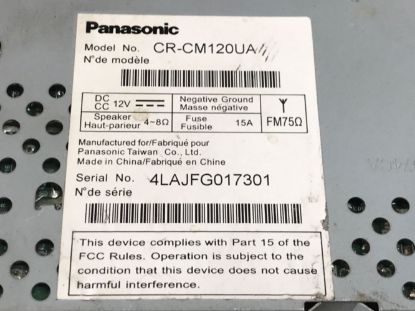 Panasonic
Model No. CR-CM120UA
N° de modèle
DC CC 12V
Negative Ground
Masse négative
Speaker
Haut-parieur 4~8Ω
Fuse
Fusible 15A
FM75Ω
Manufactured for/Fabriqué pour
Panasonic Taiwan Co., Ltd.
Made in China/Fabriqué en Chine
Serial No. 4LAJFG017301
N° de série
This device complies with Part 15 of the
FCC Rules. Operation is subject to the
condition that this device does not cause
harmful interference.